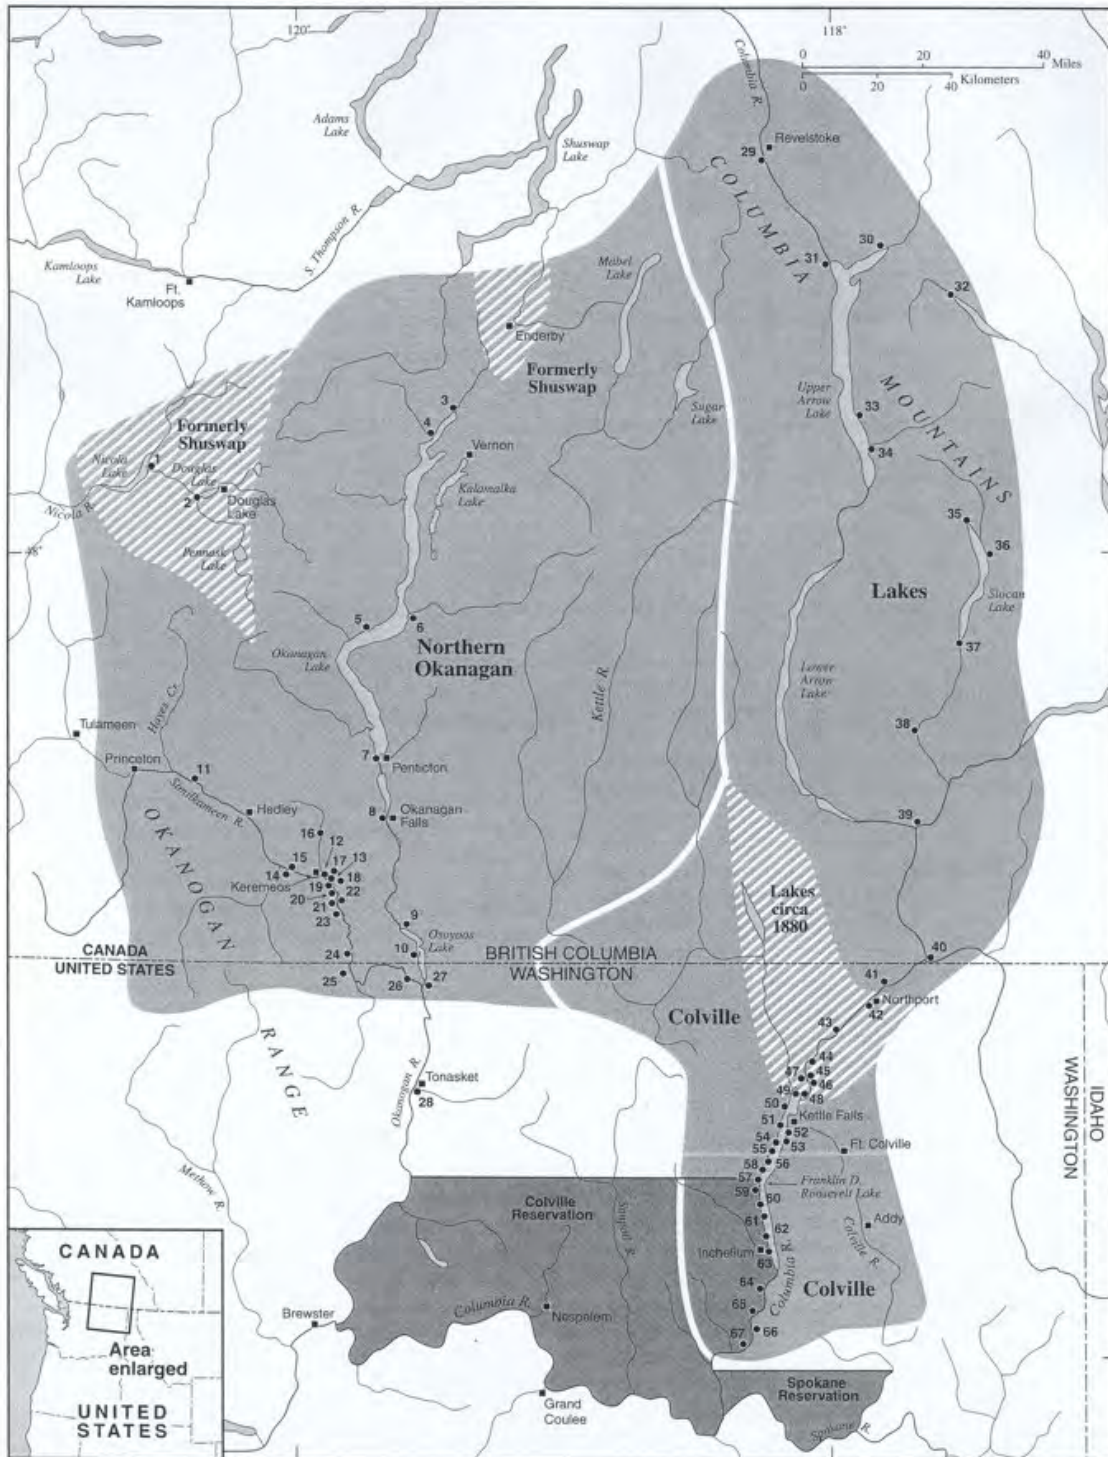 120°
118°
0 20 40 Miles
0 20 40 Kilometers
Columbia R.
Adams
Lake
Shuswap
Lake
Revelstoke
29
COLUMBIA
S. Thompson R.
Kamloops
Lake
Ft.
Kamloops
Mabel
Lake
30
31
32
Enderby
Formerly
Shuswap
3
4
Upper
Arrow
Lake
MOUNTAINS
33
34
Formerly
Shuswap
Sugar
Lake
Vernon
Nicola
Lake
1
Douglas
Lake
2
Douglas
Lake
Kalamalka
Lake
Nicola R.
35
36
48°
Pennask
Lake
Lakes
Slocan
Lake
5
6
Northern
Okanagan
Okanagan
Lake
37
Lower
Arrow
Lake
Kettle R.
Hayes Cr.
Tulameen
38
Princeton
7
Penticton
11
Similkameen R.
Hedley
8
Okanagan
Falls
39
OKANOGAN
16
12
15
17
13
14
Keremeos
18
19
22
20
21
23
Lakes
circa
1880
9
Osoyoos
Lake
10
24
CANADA
UNITED STATES
BRITISH COLUMBIA
WASHINGTON
40
25
26
27
41
Northport
42
Colville
43
RANGE
44
Okanogan R.
Tonasket
28
47
45
46
49
48
50
Kettle Falls
51
52
54
53
55
Ft. Colville
58
56
57
Franklin D.
Roosevelt Lake
59
60
IDAHO
WASHINGTON
Methow R.
Colville
Reservation
Sanpoil R.
61
62
Addy
Inchelium
63
Colville R.
Columbia R.
64
Colville
65
66
67
Columbia R.
Nespelem
Brewster
Grand
Coulee
Spokane
Reservation
Spokane R.
CANADA
Area
enlarged
UNITED
STATES